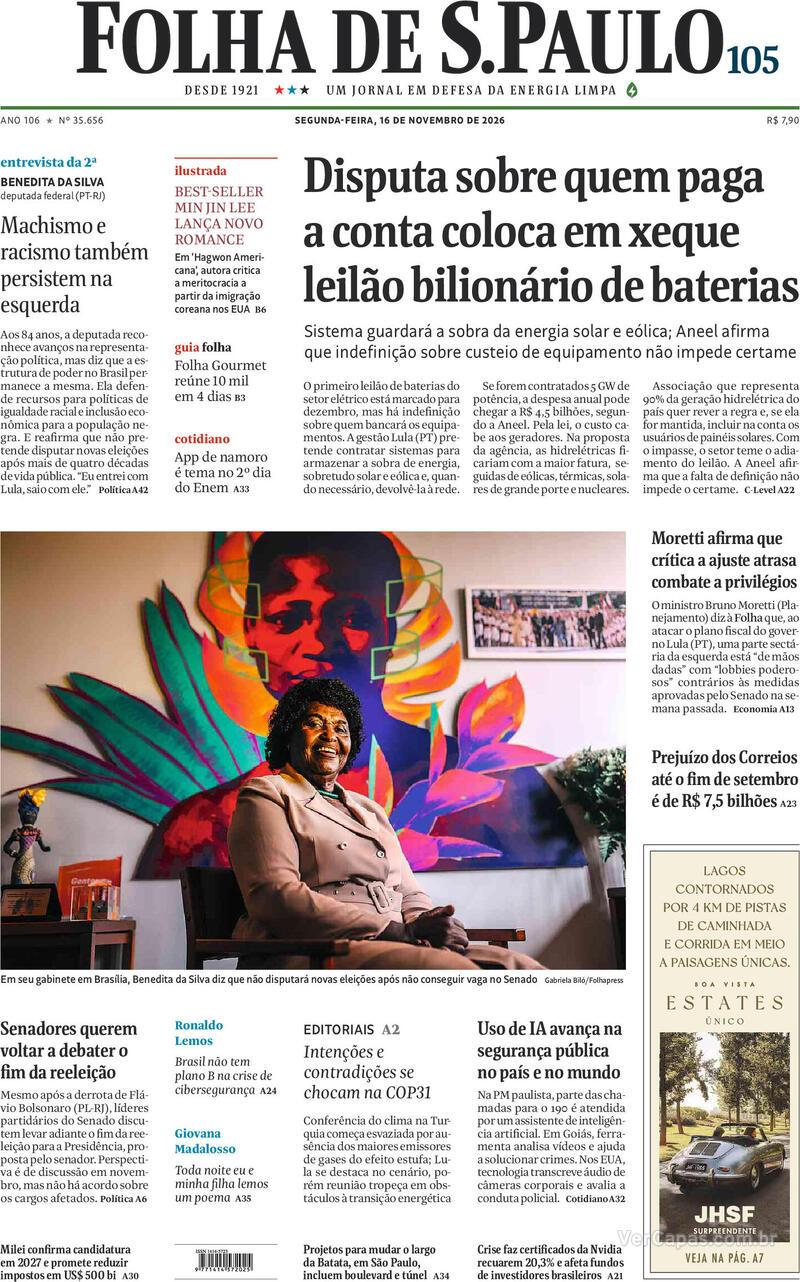 FOLHA DE S.PAULO 105
DESDE 1921 ★★★ UM JORNAL EM DEFESA DA ENERGIA LIMPA
ANO 106 ★ Nº 35.656
SEGUNDA-FEIRA, 16 DE NOVEMBRO DE 2026
R$ 7,90
entrevista da 2ª
BENEDITA DA SILVA
deputada federal (PT-RJ)
Machismo e
racismo também
persistem na
esquerda
Aos 84 anos, a deputada reco-
nhece avanços na representa-
ção política, mas diz que a es-
trutura de poder no Brasil per-
manece a mesma. Ela defen-
de recursos para políticas de
igualdade racial e inclusão eco-
nômica para a população ne-
gra. E reafirma que não pre-
tende disputar novas eleições
após mais de quatro décadas
de vida pública. “Eu entrei com
Lula, saio com ele.” Política A42
ilustrada
BEST-SELLER
MIN JIN LEE
LANÇA NOVO
ROMANCE
Em ‘Hagwon Ameri-
cana’, autora critica
a meritocracia a
partir da imigração
coreana nos EUA B6
guia folha
Folha Gourmet
reúne 10 mil
em 4 dias B3
cotidiano
App de namoro
é tema no 2º dia
do Enem A33
Disputa sobre quem paga
a conta coloca em xeque
leilão bilionário de baterias
Sistema guardará a sobra da energia solar e eólica; Aneel afirma
que indefinição sobre custeio de equipamento não impede certame
O primeiro leilão de baterias do
setor elétrico está marcado para
dezembro, mas há indefinição
sobre quem bancará os equipa-
mentos. A gestão Lula (PT) pre-
tende contratar sistemas para
armazenar a sobra de energia,
sobretudo solar e eólica e, quan-
do necessário, devolvê-la à rede.
Se forem contratados 5 GW de
potência, a despesa anual pode
chegar a R$ 4,5 bilhões, segun-
do a Aneel. Pela lei, o custo ca-
be aos geradores. Na proposta
da agência, as hidrelétricas fi-
cariam com a maior fatura, se-
guidas de eólicas, térmicas, sola-
res de grande porte e nucleares.
Associação que representa
90% da geração hidrelétrica do
país quer rever a regra e, se ela
for mantida, incluir na conta os
usuários de painéis solares. Com
o impasse, o setor teme o adia-
mento do leilão. A Aneel afir-
ma que a falta de definição não
impede o certame. C-Level A22
Moretti afirma que
crítica a ajuste atrasa
combate a privilégios
O ministro Bruno Moretti (Pla-
nejamento) diz à Folha que, ao
atacar o plano fiscal do gover-
no Lula (PT), uma parte sectá-
ria da esquerda está “de mãos
dadas” com “lobbies podero-
sos” contrários às medidas
aprovadas pelo Senado na se-
mana passada. Economia A13
Prejuízo dos Correios
até o fim de setembro
é de R$ 7,5 bilhões A23
Em seu gabinete em Brasília, Benedita da Silva diz que não disputará novas eleições após não conseguir vaga no Senado Gabriela Biló/Folhapress
Senadores querem
voltar a debater o
fim da reeleição
Mesmo após a derrota de Flá-
vio Bolsonaro (PL-RJ), líderes
partidários do Senado discu-
tem levar adiante o fim da ree-
leição para a Presidência, pro-
posta pelo senador. Perspecti-
va é de discussão em novem-
bro, mas não há acordo sobre
os cargos afetados. Política A6
Ronaldo
Lemos
Brasil não tem
plano B na crise de
cibersegurança A24
Giovana
Madalosso
Toda noite eu e
minha filha lemos
um poema A35
EDITORIAIS A2
Intenções e
contradições se
chocam na COP31
Conferência do clima na Tur-
quia começa esvaziada por au-
sência dos maiores emissores
de gases do efeito estufa; Lu-
la se destaca no cenário, po-
rém reunião tropeça em obs-
táculos à transição energética
Uso de IA avança na
segurança pública
no país e no mundo
Na PM paulista, parte das cha-
madas para o 190 é atendida
por um assistente de inteligên-
cia artificial. Em Goiás, ferra-
menta analisa vídeos e ajuda
a solucionar crimes. Nos EUA,
tecnologia transcreve áudio de
câmeras corporais e avalia a
conduta policial. Cotidiano A32
LAGOS
CONTORNADOS
POR 4 KM DE PISTAS
DE CAMINHADA
E CORRIDA EM MEIO
A PAISAGENS ÚNICAS.
BOA VISTA
ESTATES
ÚNICO
JHSF
SURPREENDENTE
VEJA NA PÁG. A7
VerCapas.com.br
Milei confirma candidatura
em 2027 e promete reduzir
impostos em US$ 500 bi A30
ISSN 1414-5723
9 771414 572025
Projetos para mudar o largo
da Batata, em São Paulo,
incluem boulevard e túnel A34
Crise faz certificados da Nvidia
recuarem 20,3% e afeta fundos
de investidores brasileiros A21